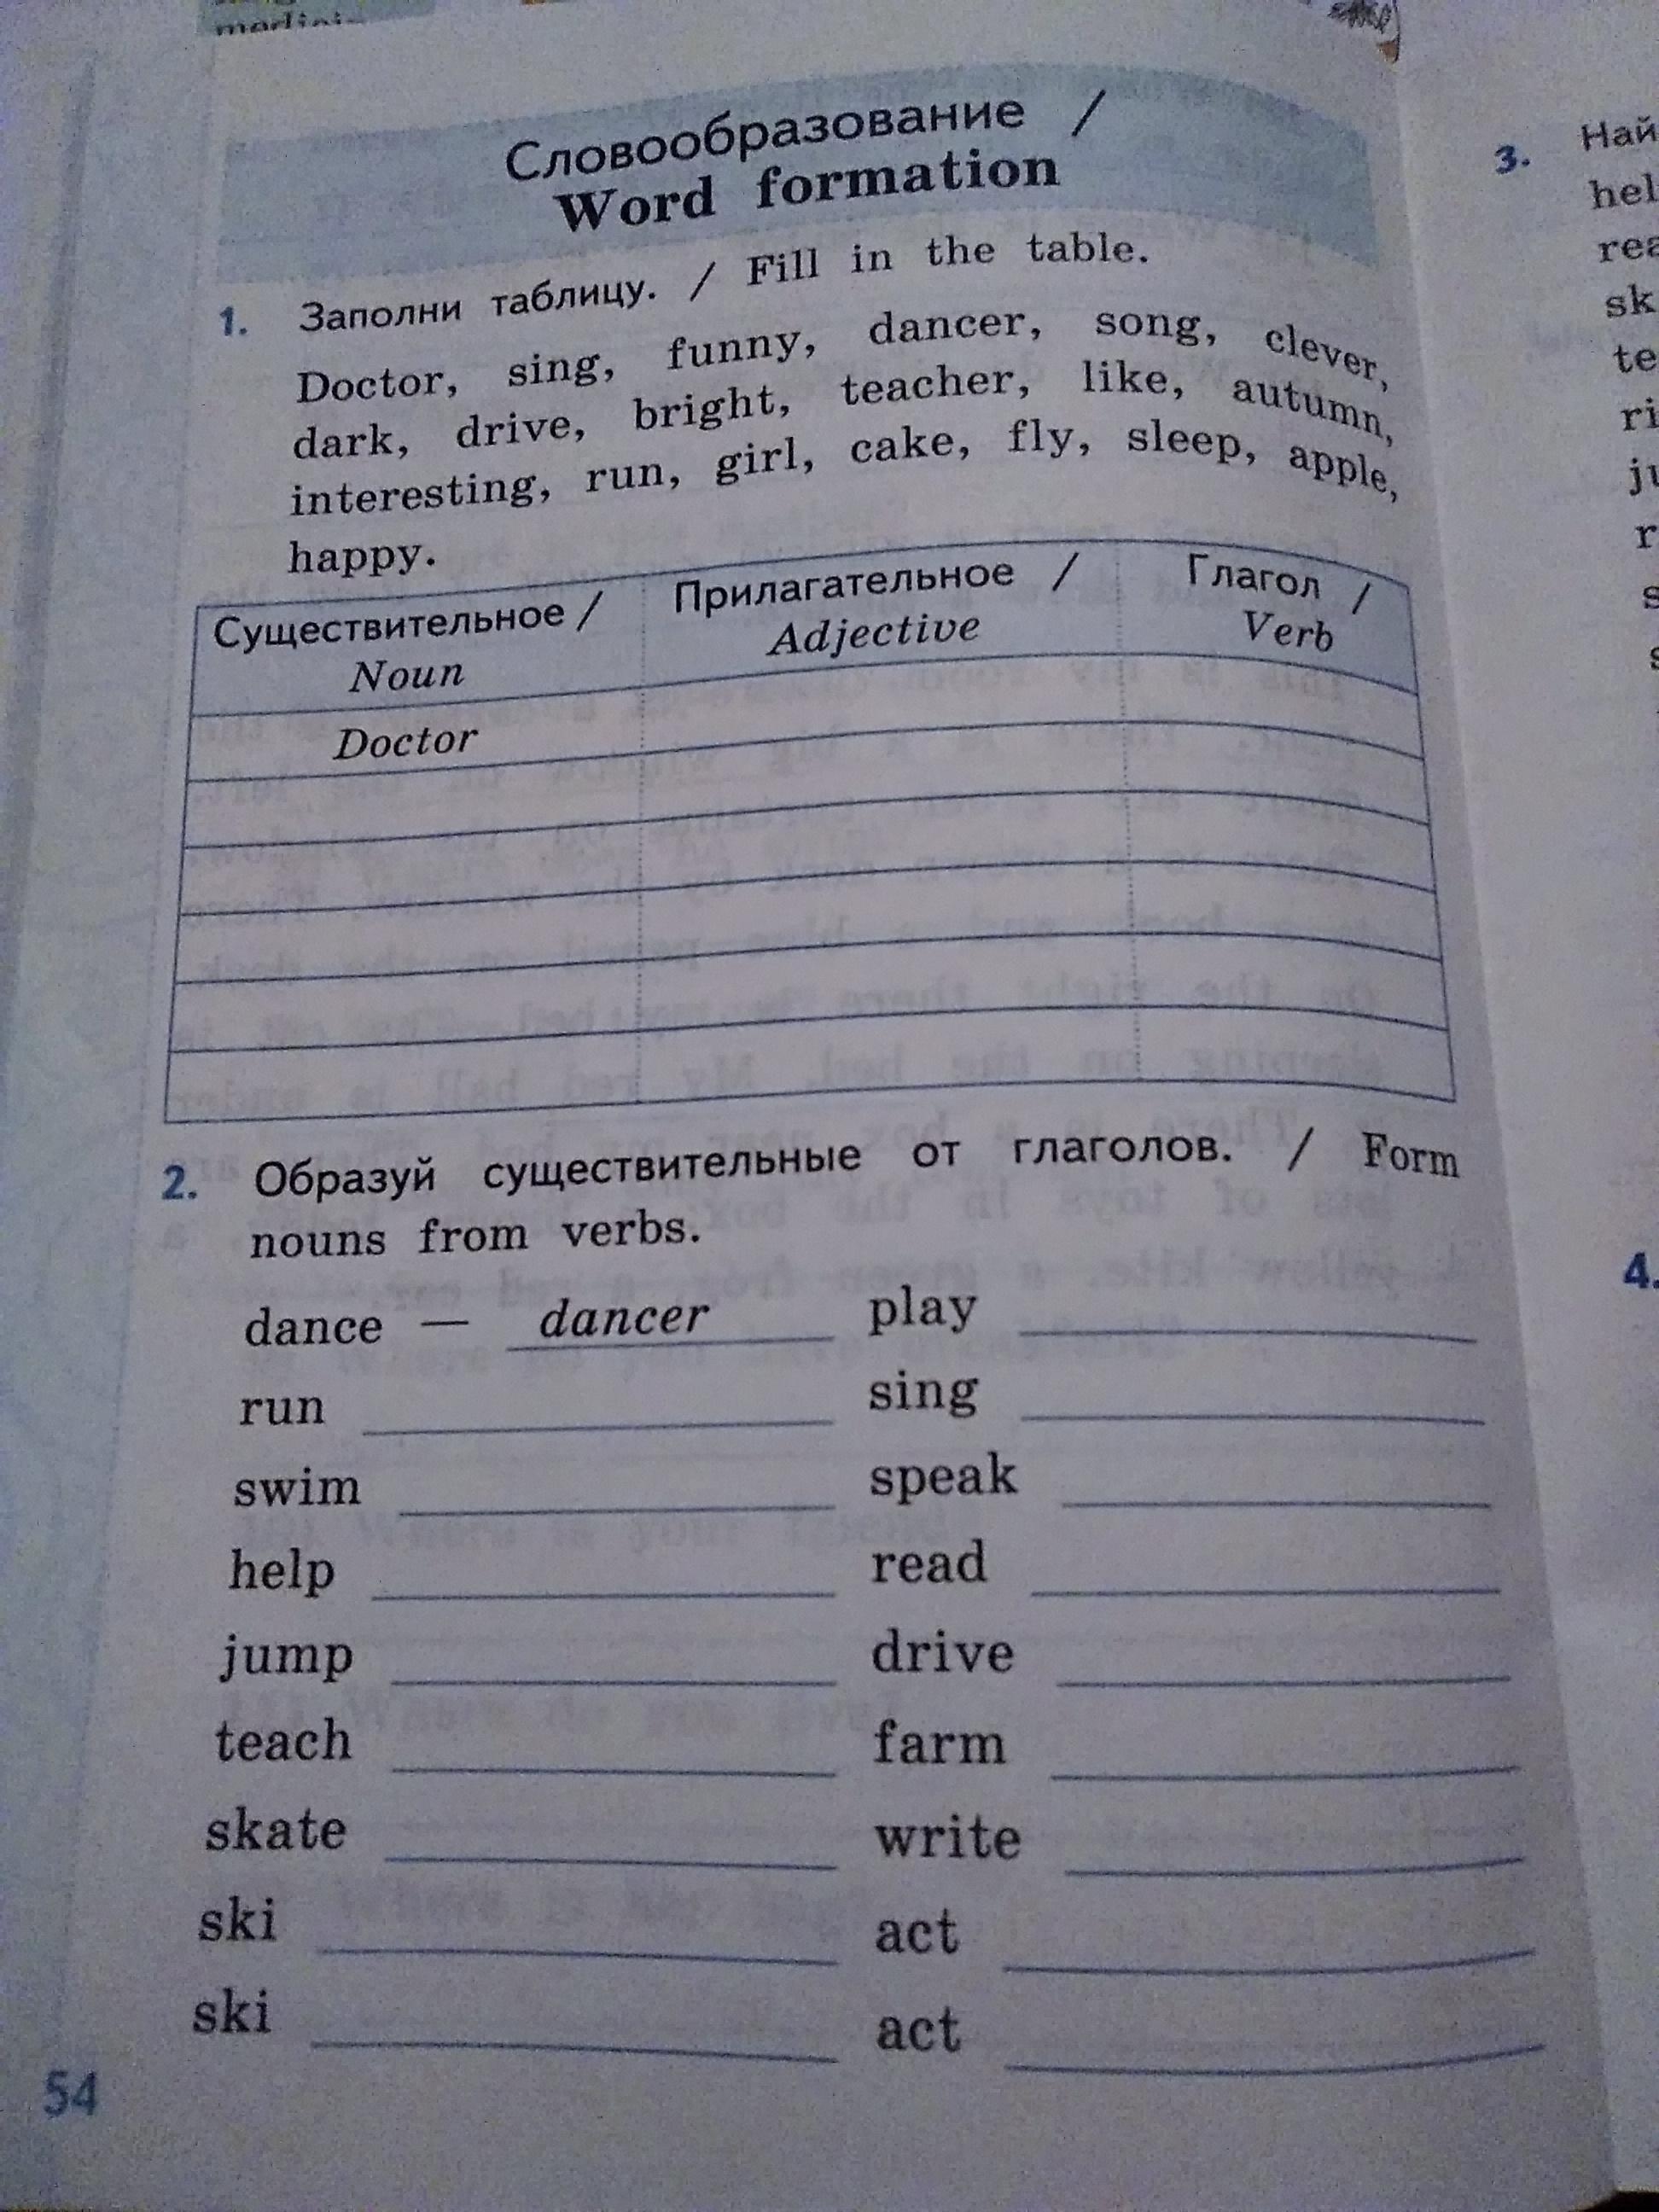 Словообразование /
Word formation
1. Заполни таблицу. / Fill in the table.
Doctor, sing, funny, dancer, song, clever,
dark, drive, bright, teacher, like, autumn,
interesting, run, girl, cake, fly, sleep, apple,
happy.
Существительное / Прилагательное / Глагол /
Noun Adjective Verb
Doctor
2. Образуй существительные от глаголов. / Form
nouns from verbs.
dance — dancer play
run sing
swim speak
help read
jump drive
teach farm
skate write
ski act
ski act
54
3.
4.